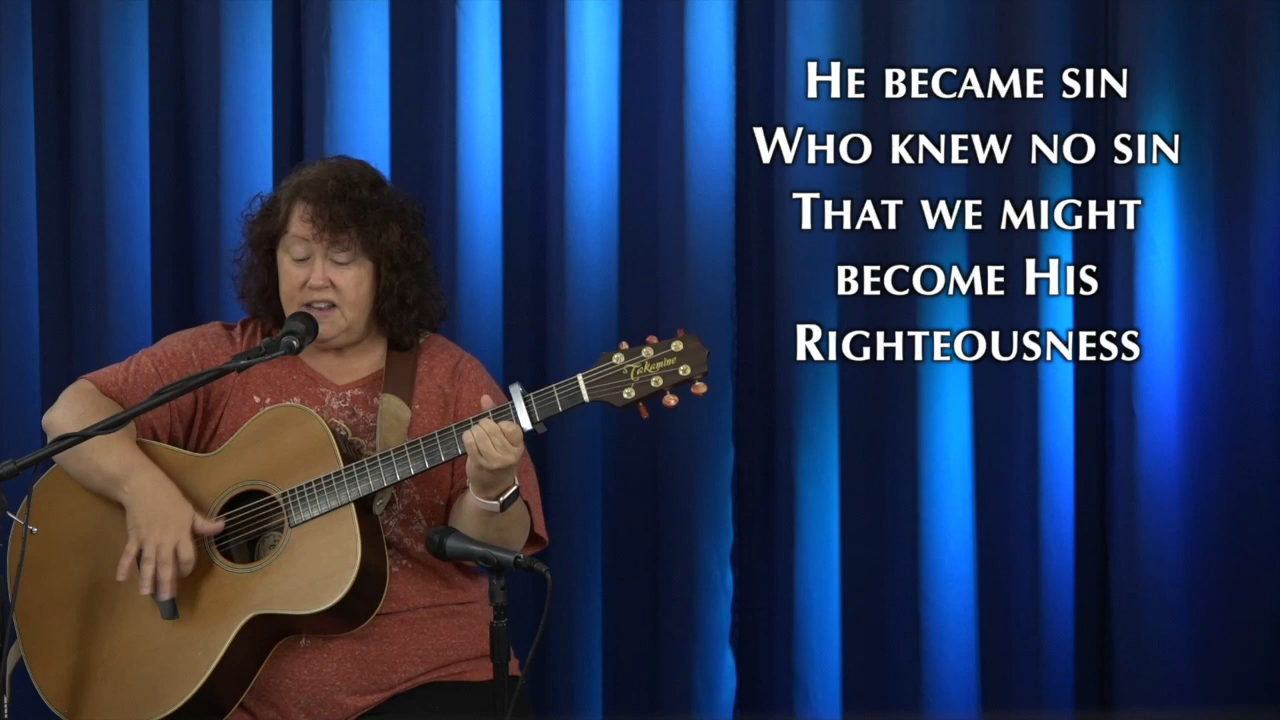 He became sin
Who knew no sin
That we might
become His
Righteousness
Takamine